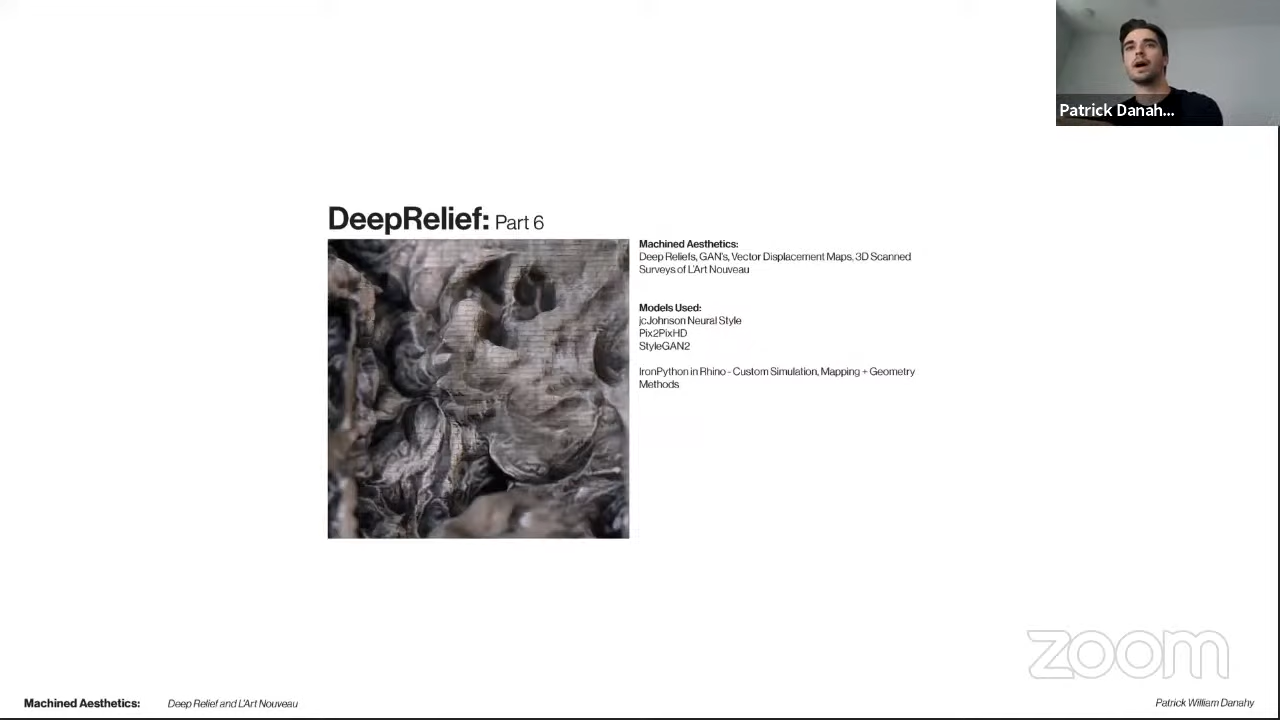 Patrick Danah...
DeepRelief: Part 6
Machined Aesthetics:
Deep Reliefs, GAN's, Vector Displacement Maps, 3D Scanned
Surveys of L'Art Nouveau
Models Used:
jcJohnson Neural Style
Pix2PixHD
StyleGAN2
IronPython in Rhino - Custom Simulation, Mapping + Geometry
Methods
zoom
Machined Aesthetics: Deep Relief and L'Art Nouveau
Patrick William Danahy